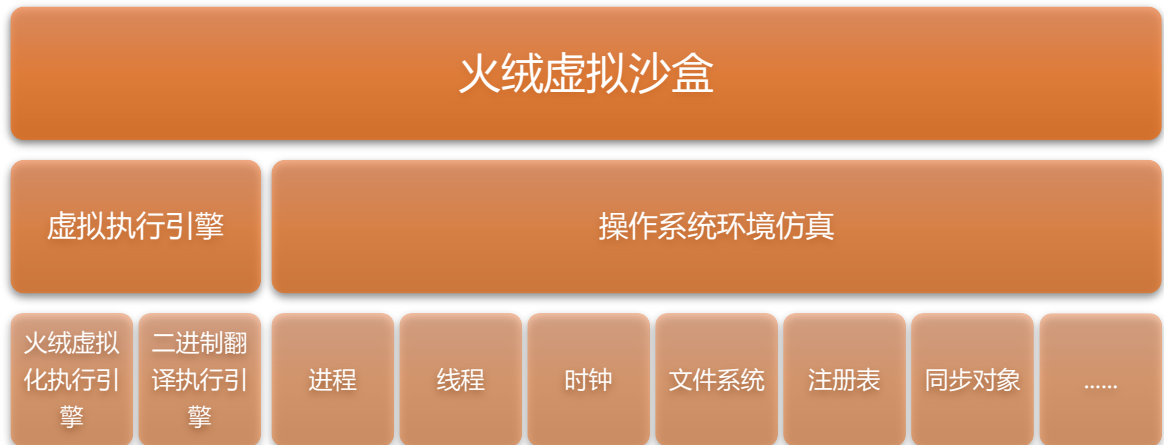 火绒虚拟沙盒
虚拟执行引擎
操作系统环境仿真
火绒虚拟
化执行引
擎
二进制翻
译执行引
擎
进程
线程
时钟
文件系统
注册表
同步对象
......